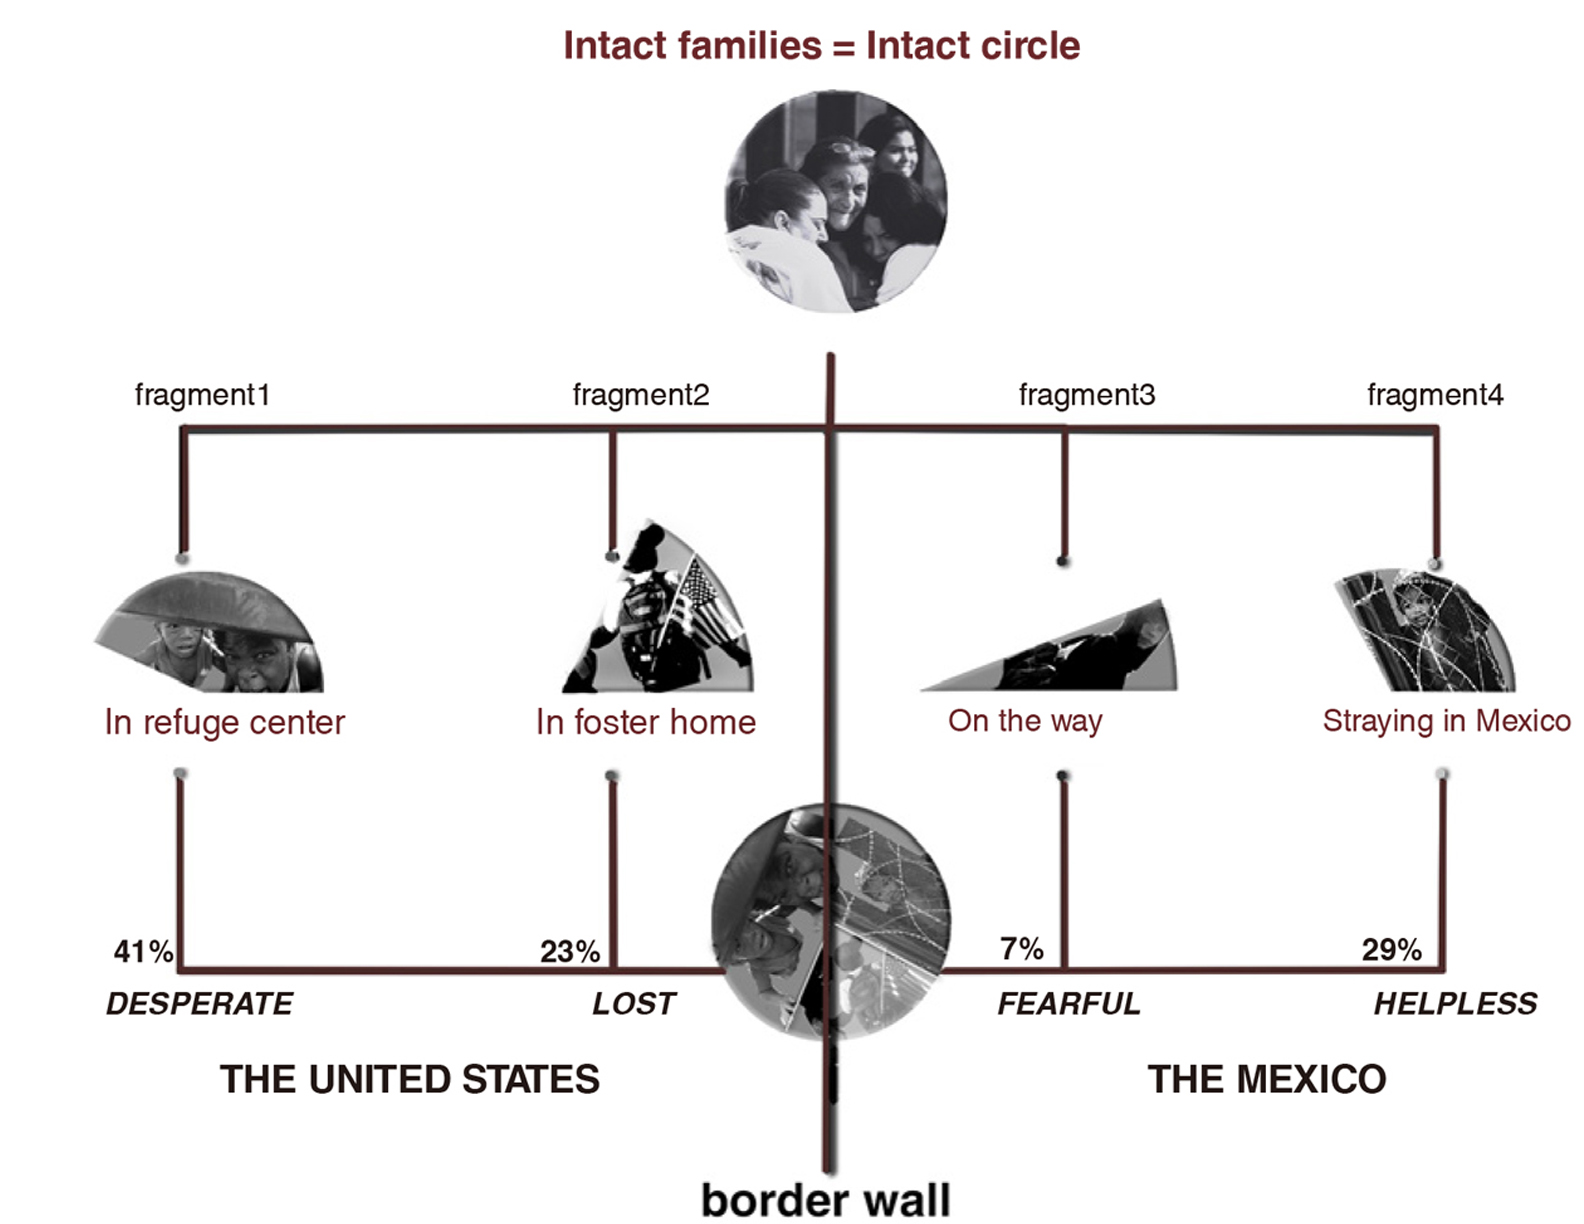 Intact families = Intact circle
fragment1
fragment2
fragment3
fragment4
In refuge center
In foster home
On the way
Straying in Mexico
41%
23%
7%
29%
DESPERATE
LOST
FEARFUL
HELPLESS
THE UNITED STATES
THE MEXICO
border wall